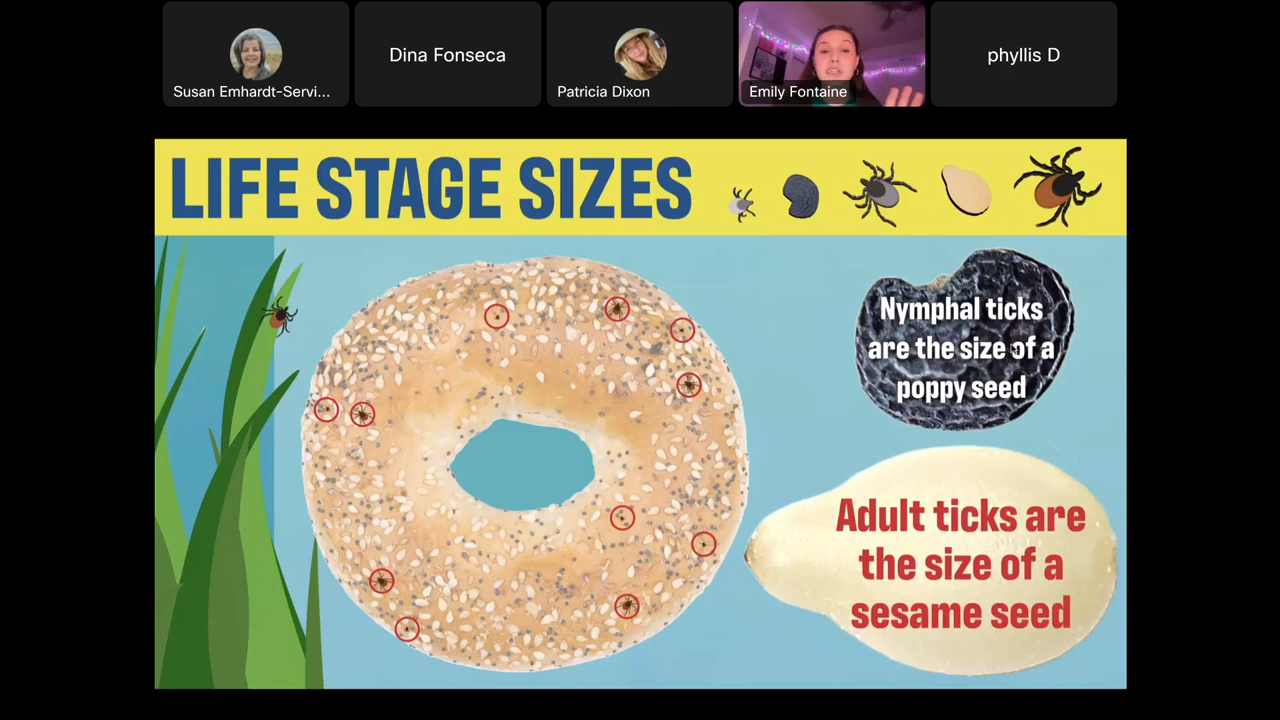 Susan Emhardt-Servi...
Dina Fonseca
Patricia Dixon
Emily Fontaine
phyllis D
LIFE STAGE SIZES
Nymphal ticks
are the size of a
poppy seed
Adult ticks are
the size of a
sesame seed